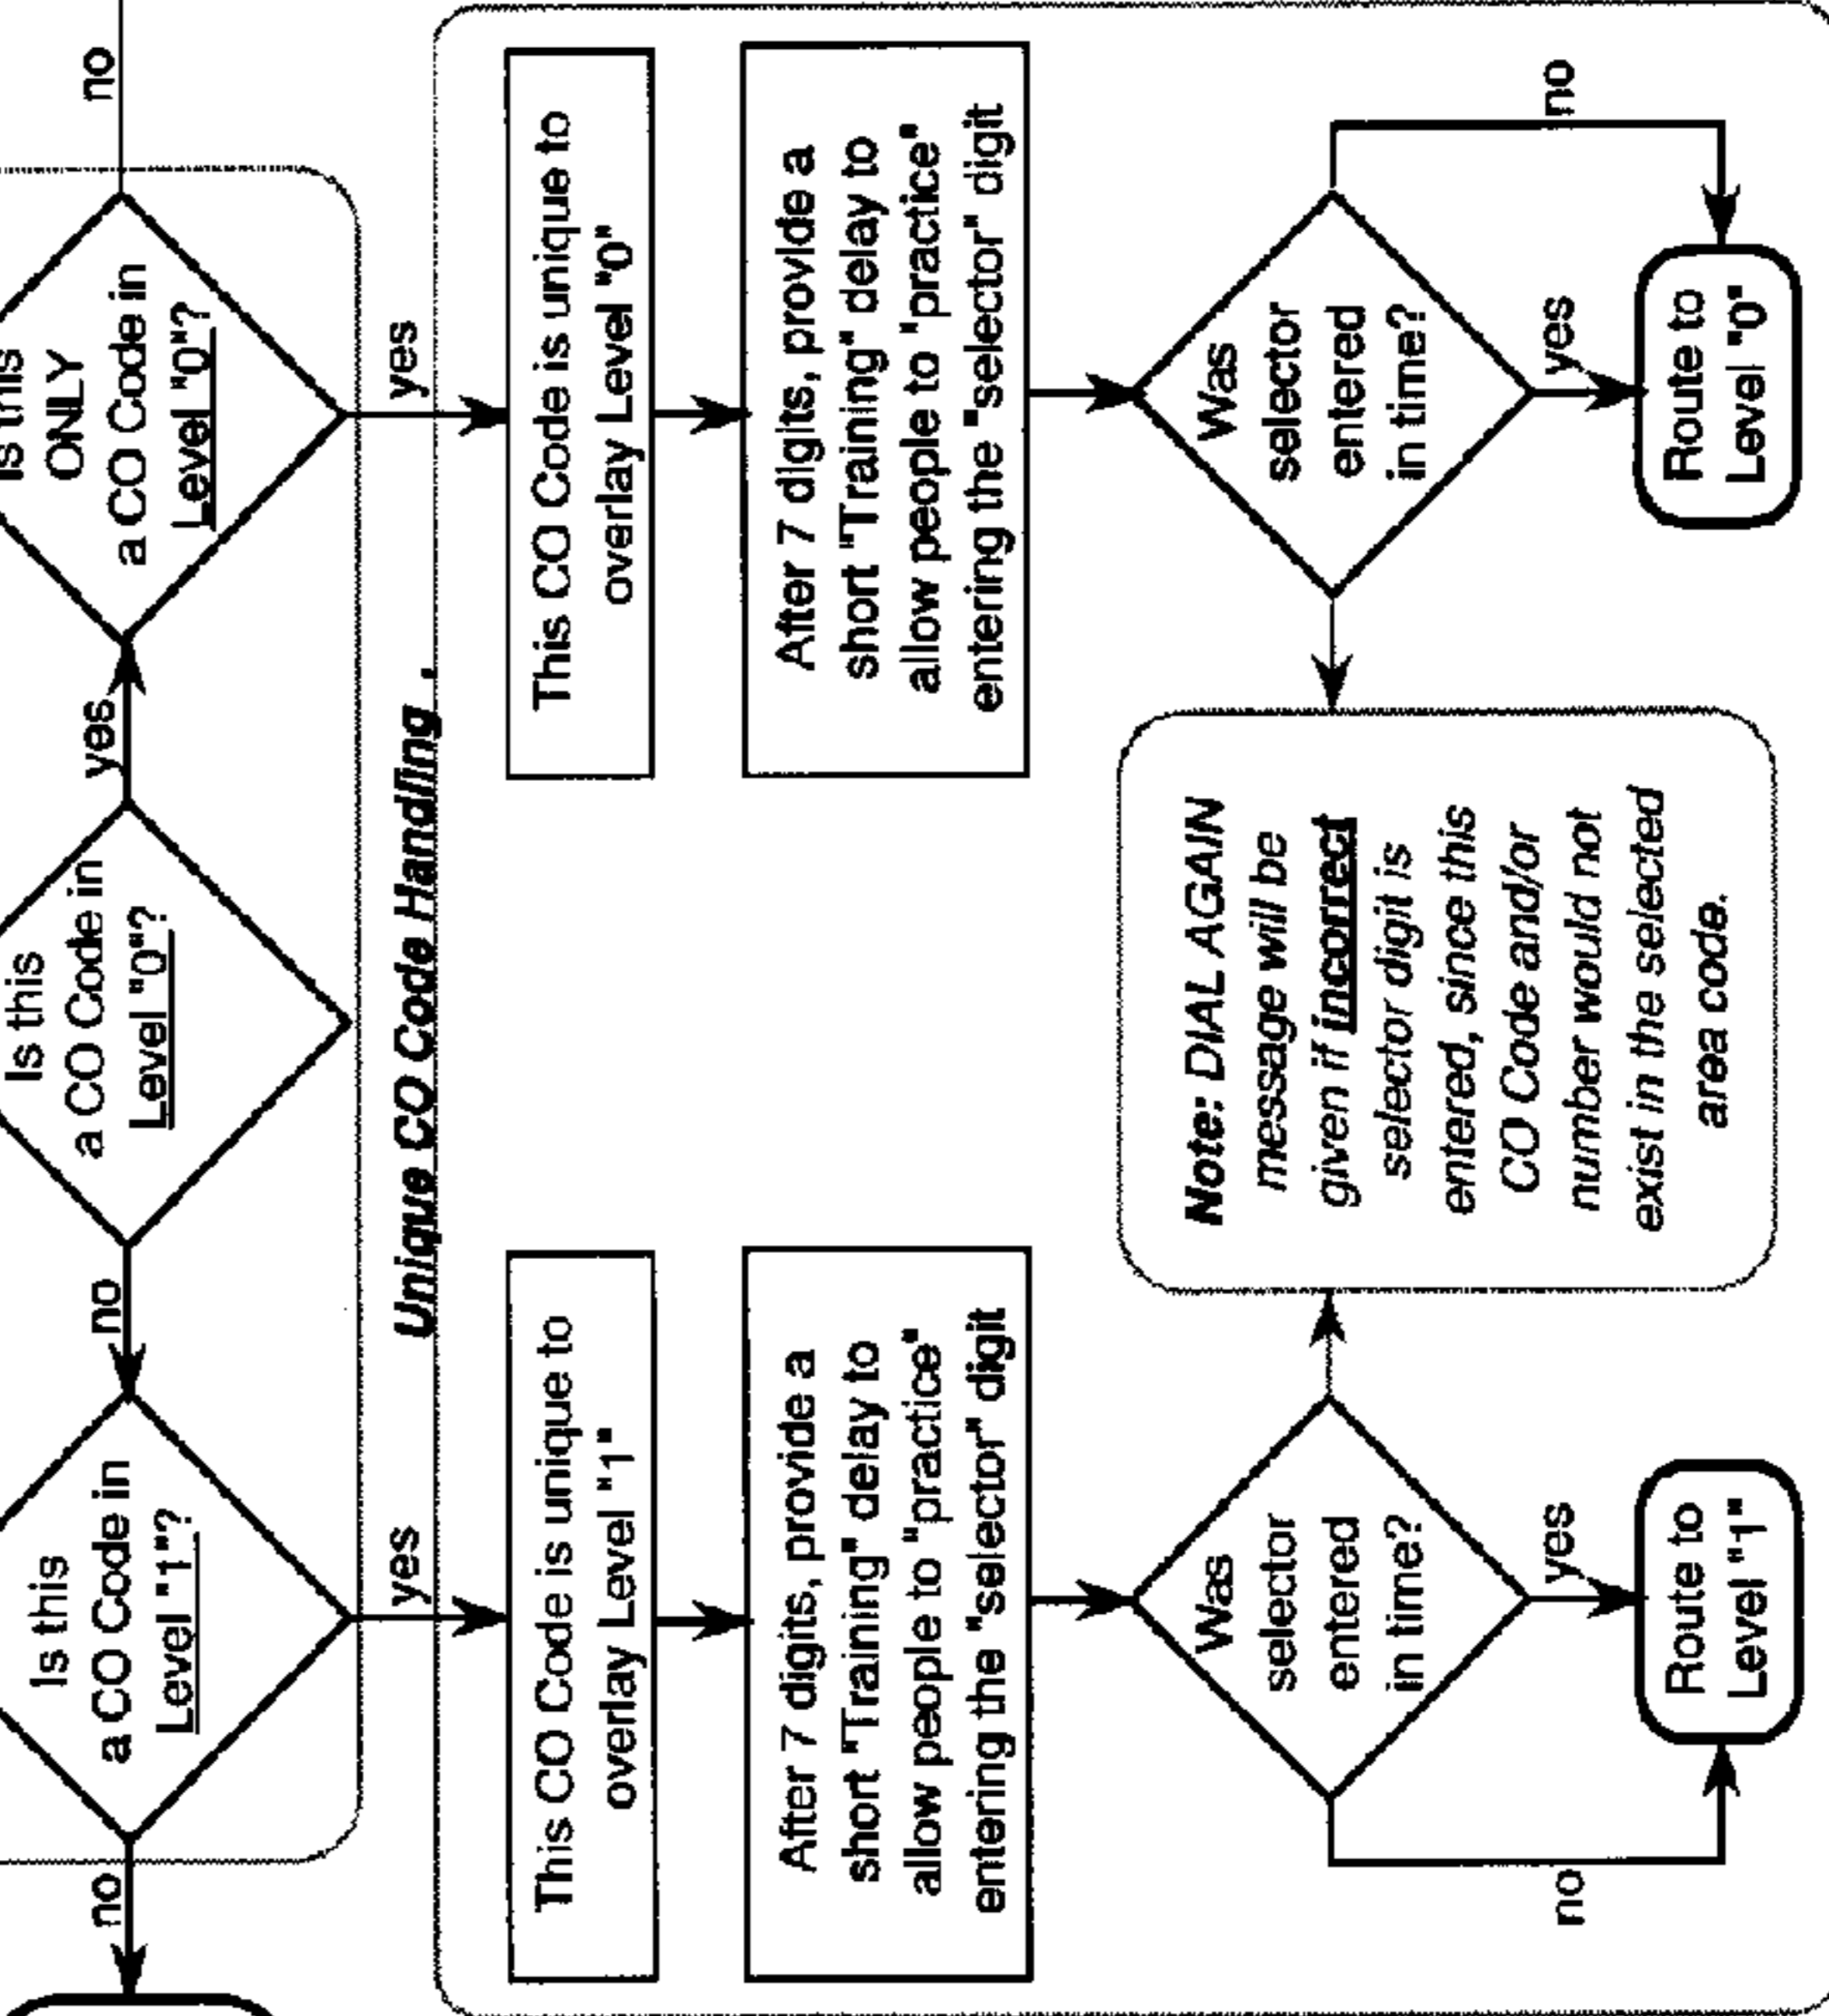 Is this
a CO Code in
Level "1"?
no
yes
no
Is this
a CO Code in
Level "0"?
yes
Is this
ONLY
a CO Code in
Level "0"?
no
yes
Unique CO Code Handling
This CO Code is unique to
overlay Level "1"
After 7 digits, provide a
short "Training" delay to
allow people to "practice"
entering the "selector" digit
Was
selector
entered
in time?
no
yes
Route to
Level "1"
Note: DIAL AGAIN
message will be
given if incorrect
selector digit is
entered, since this
CO Code and/or
number would not
exist in the selected
area code.
This CO Code is unique to
overlay Level "0"
After 7 digits, provide a
short "Training" delay to
allow people to "practice"
entering the "selector" digit
Was
selector
entered
in time?
no
yes
Route to
Level "0"